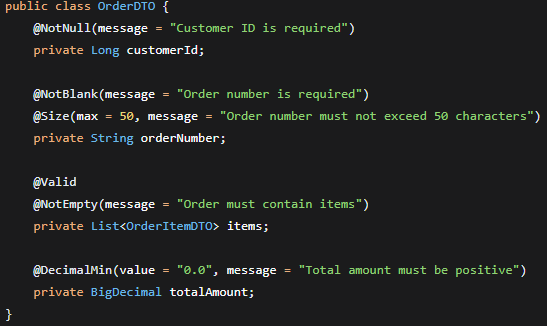 public class OrderDTO {
    @NotNull(message = "Customer ID is required")
    private Long customerId;
    @NotBlank(message = "Order number is required")
    @Size(max = 50, message = "Order number must not exceed 50 characters")
    private String orderNumber;
    @Valid
    @NotEmpty(message = "Order must contain items")
    private List<OrderItemDTO> items;
    @DecimalMin(value = "0.0", message = "Total amount must be positive")
    private BigDecimal totalAmount;
}